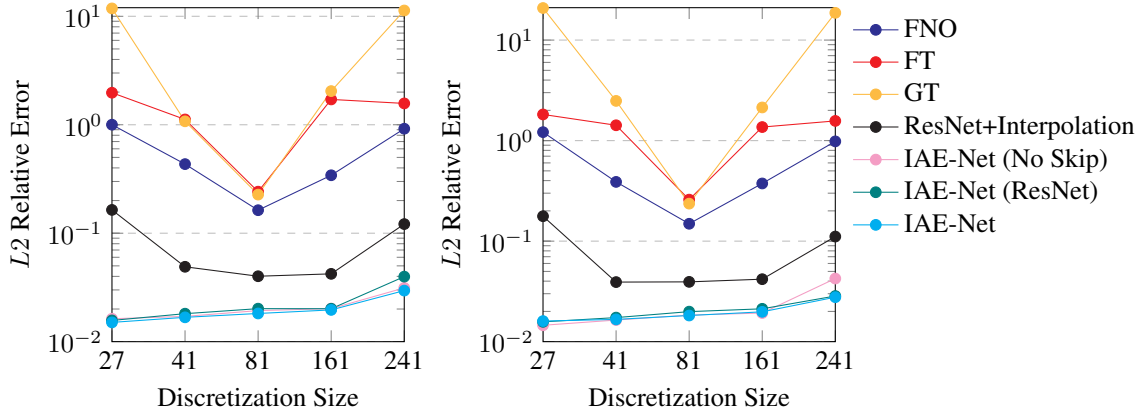 L2 Relative Error
10^1
10^0
10^−1
10^−2
27 41 81 161 241
Discretization Size
L2 Relative Error
10^1
10^0
10^−1
10^−2
27 41 81 161 241
Discretization Size
FNO
FT
GT
ResNet+Interpolation
IAE-Net (No Skip)
IAE-Net (ResNet)
IAE-Net